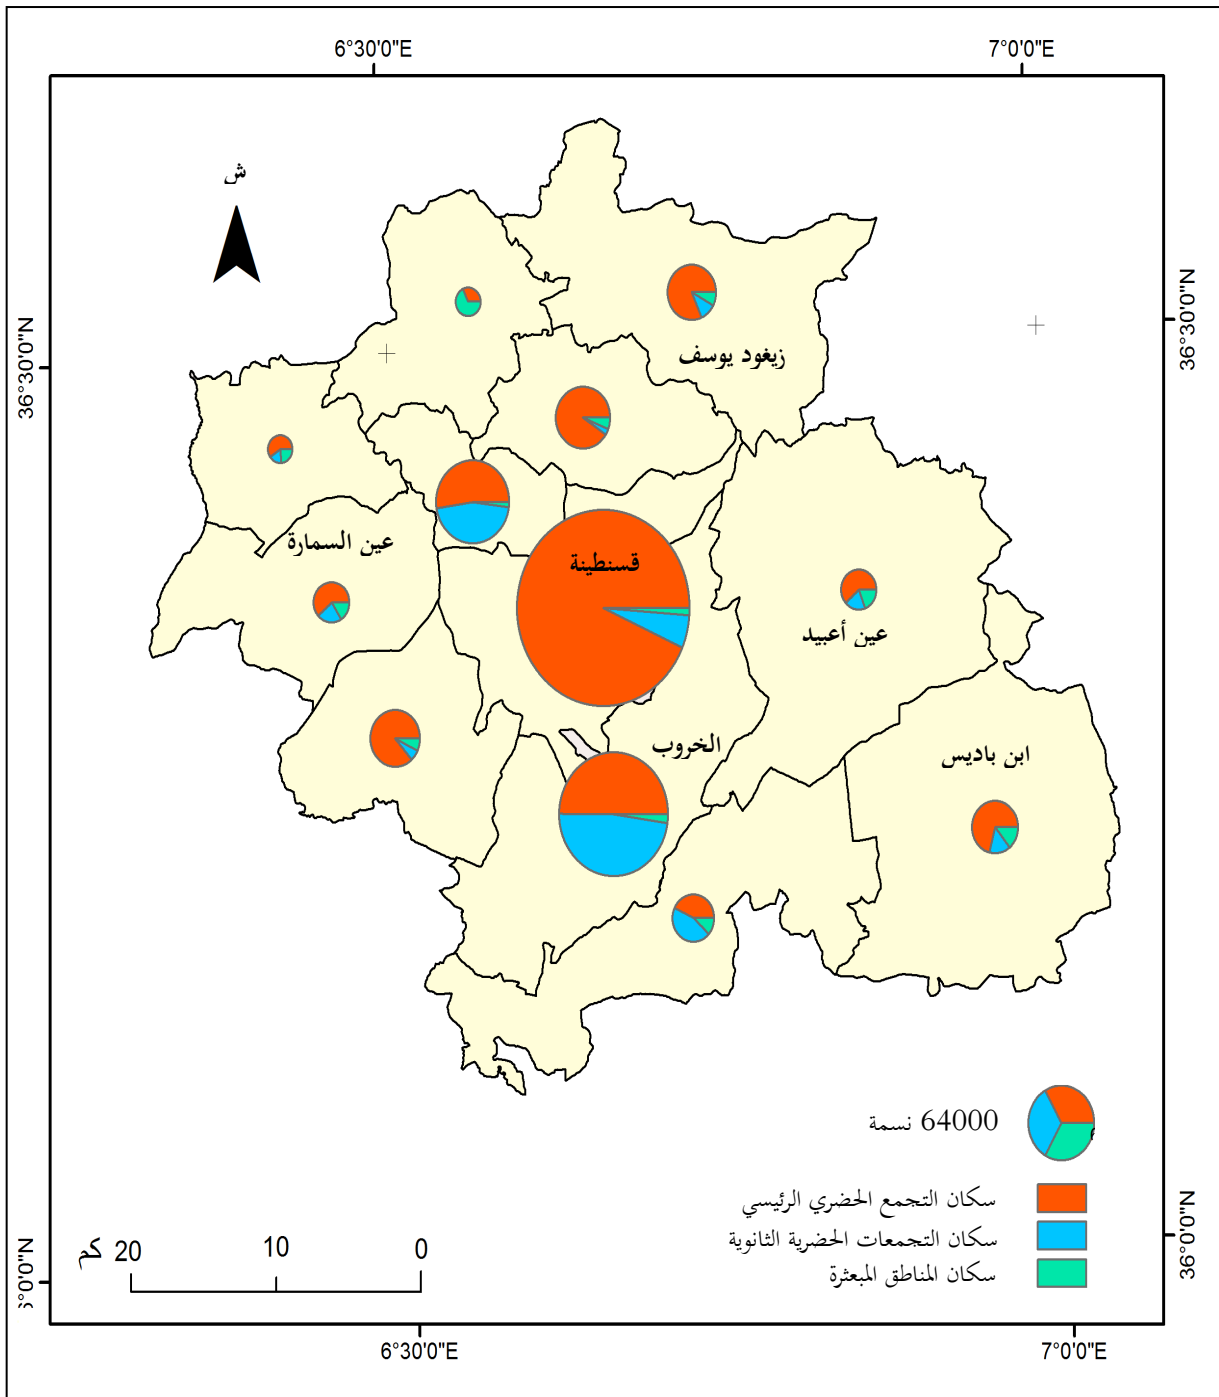 6°30'0"E
7°0'0"E
ش
36°30'0"N
36°30'0"N
زيغود يوسف
عين السمارة
قسنطينة
عين أعبيد
الخروب
ابن باديس
64000 نسمة
سكان التجمع الحضري الرئيسي
سكان التجمعات الحضرية الثانوية
سكان المناطق المبعثرة
كم 20 10 0
36°0'0"N
6°0'0"N
6°30'0"E
7°0'0"E